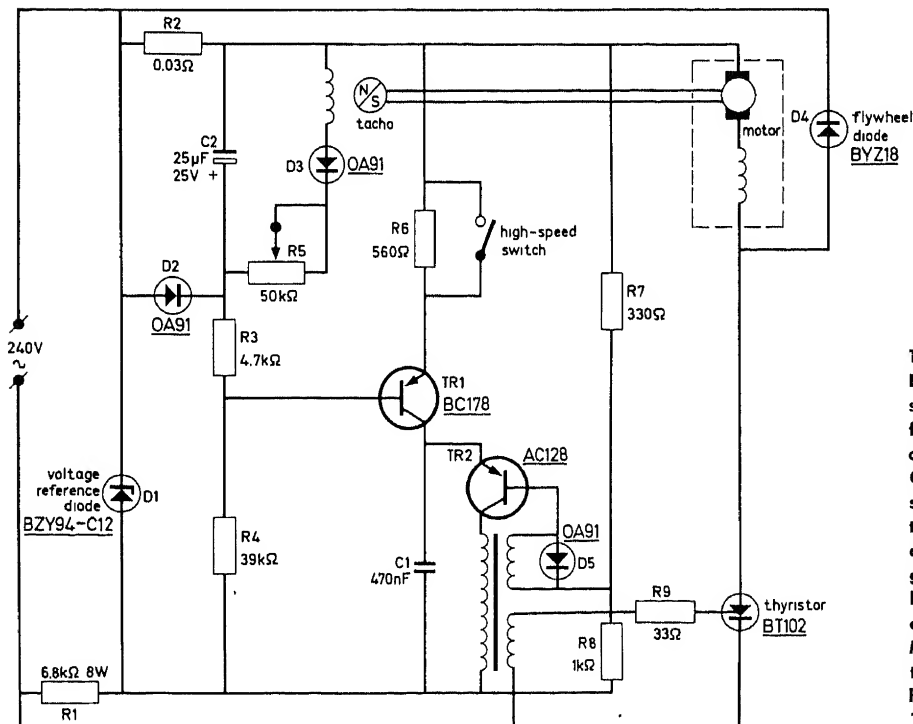 R2
0.03Ω
C2
25µF
25V +
D3
OA91
N
S
tacho
motor
D4
flywheel
diode
BYZ18
R6
560Ω
high-speed
switch
R5
50kΩ
D2
OA91
R7
330Ω
240V
~
R3
4.7kΩ
TR1
BC178
TR2
AC128
voltage
reference
diode
D1
BZY94-C12
R4
39kΩ
OA91
D5
C1
470nF
R9
33Ω
thyristor
BT102
R8
1kΩ
6.8kΩ 8W
R1